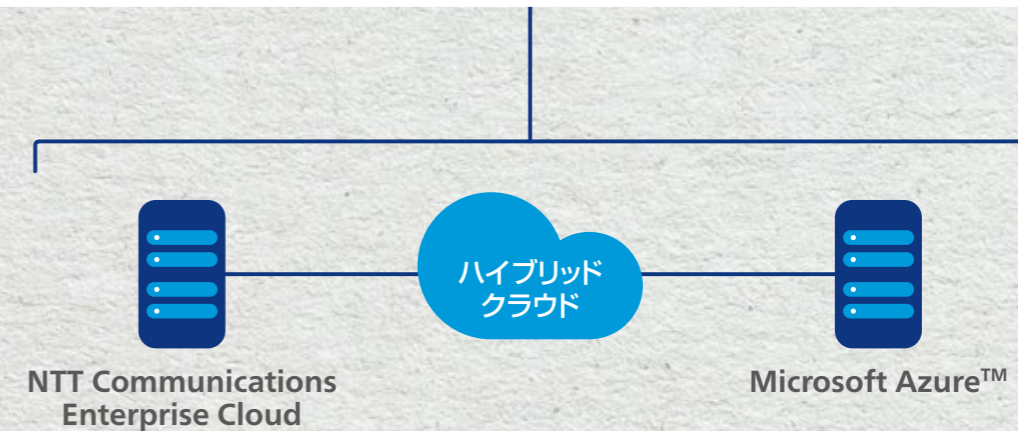 ハイブリッド
クラウド
NTT Communications
Enterprise Cloud
Microsoft Azure™